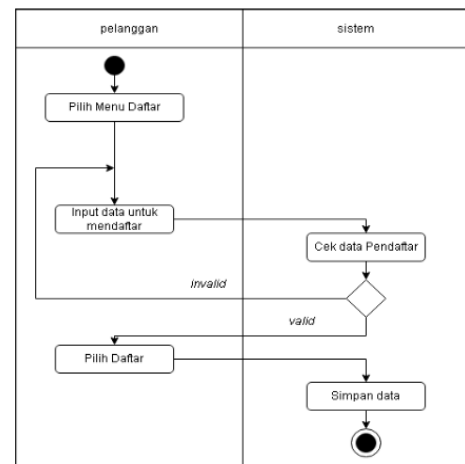 pelanggan
sistem
Pilih Menu Daftar
Input data untuk
mendaftar
Cek data Pendaftar
invalid
valid
Pilih Daftar
Simpan data